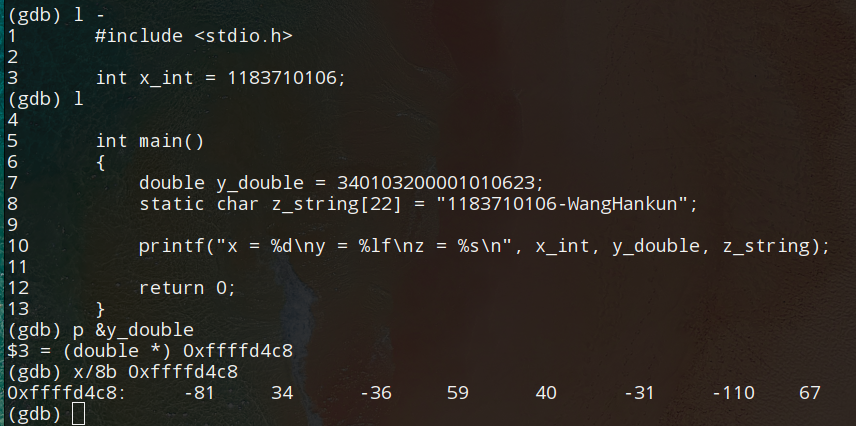 (gdb) l -
1 #include <stdio.h>
2
3 int x_int = 1183710106;
(gdb) l
4
5 int main()
6 {
7 double y_double = 340103200001010623;
8 static char z_string[22] = "1183710106-WangHankun";
9
10 printf("x = %d\ny = %lf\nz = %s\n", x_int, y_double, z_string);
11
12 return 0;
13 }
(gdb) p &y_double
$3 = (double *) 0xffffd4c8
(gdb) x/8b 0xffffd4c8
0xffffd4c8: -81 34 -36 59 40 -31 -110 67
(gdb)